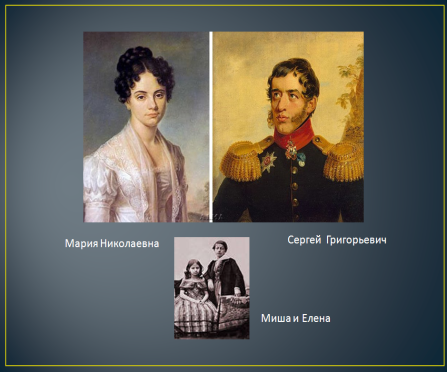 Мария Николаевна
Сергей Григорьевич
Миша и Елена